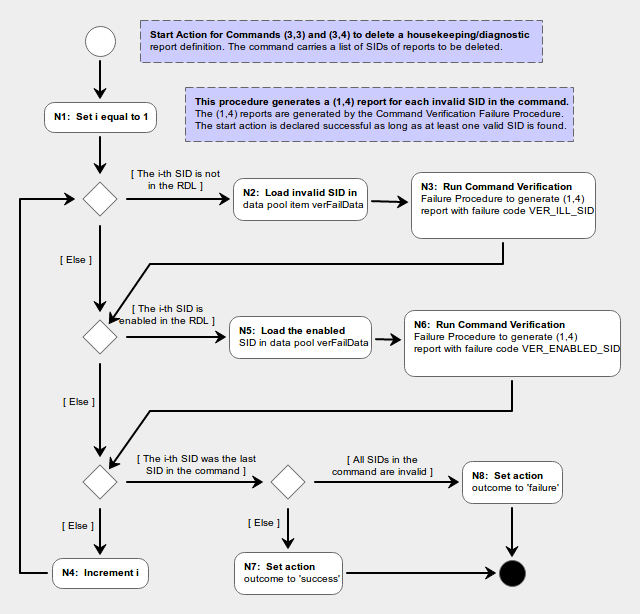 Start Action for Commands (3,3) and (3,4) to delete a housekeeping/diagnostic
report definition. The command carries a list of SIDs of reports to be deleted.
This procedure generates a (1,4) report for each invalid SID in the command.
The (1,4) reports are generated by the Command Verification Failure Procedure.
The start action is declared successful as long as at least one valid SID is found.
N1: Set i equal to 1
[ The i-th SID is not
in the RDL ]
N2: Load invalid SID in
data pool item verFailData
N3: Run Command Verification
Failure Procedure to generate (1,4)
report with failure code VER_ILL_SID
[ Else ]
[ The i-th SID is
enabled in the RDL ]
N5: Load the enabled
SID in data pool verFailData
N6: Run Command Verification
Failure Procedure to generate (1,4)
report with failure code VER_ENABLED_SID
[ Else ]
[ The i-th SID was the last
SID in the command ]
[ All SIDs in the
command are invalid ]
N8: Set action
outcome to 'failure'
[ Else ]
[ Else ]
N4: Increment i
N7: Set action
outcome to 'success'